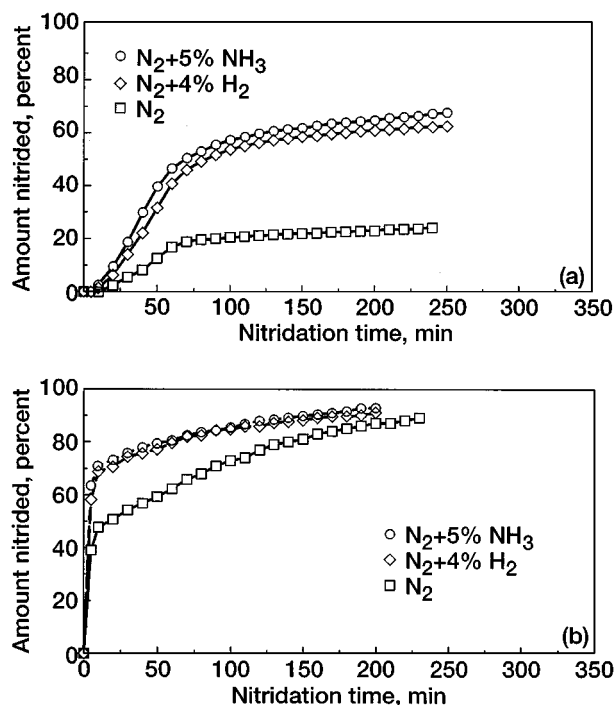 Amount nitrided, percent
100
80
60
40
20
0
N₂+5% NH₃
N₂+4% H₂
N₂
(a)
0 50 100 150 200 250 300 350
Nitridation time, min
Amount nitrided, percent
100
80
60
40
20
0
N₂+5% NH₃
N₂+4% H₂
N₂
(b)
0 50 100 150 200 250 300 350
Nitridation time, min